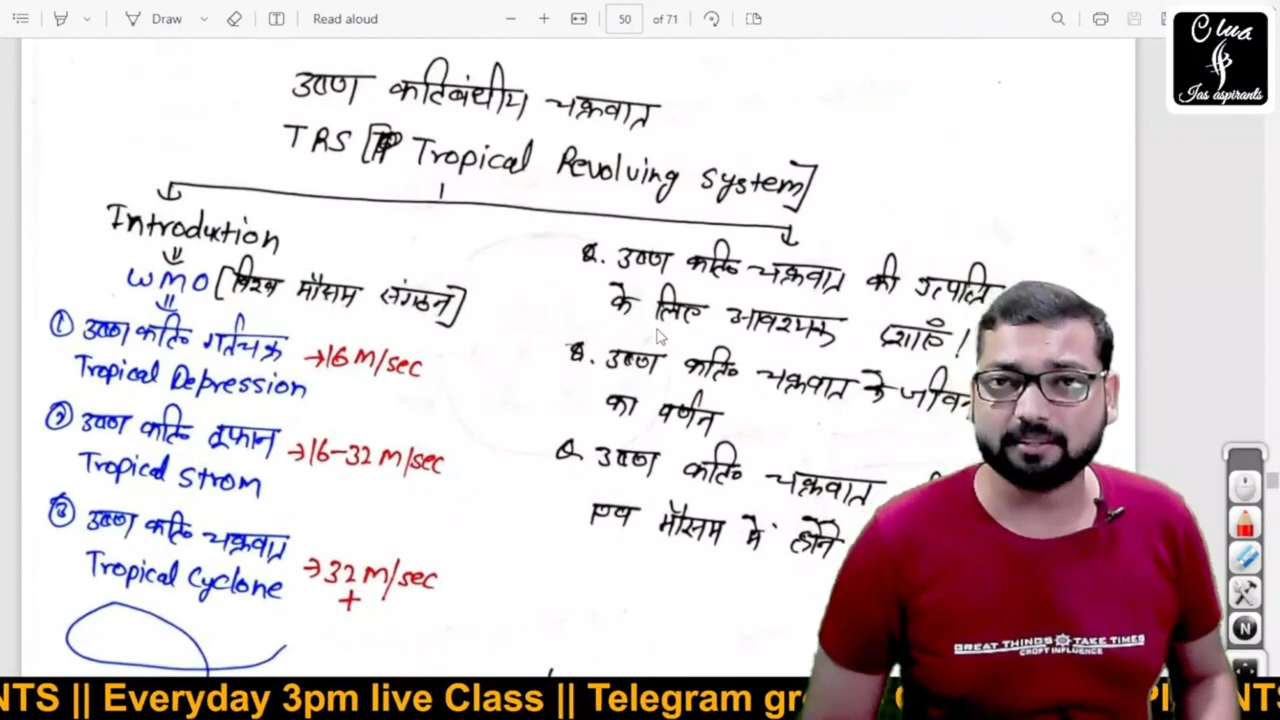 Draw
Read aloud
50 of 71
Clua
Ias aspirants
उष्ण कटिबंधीय चक्रवात
TRS [Tropical Revolving System]
Introduction
WMO [विश्व मौसम संगठन]
① उष्ण कटि॰ गर्तचक्र →16 M/sec
Tropical Depression
② उष्ण कटि॰ तूफान →16-32 M/sec
Tropical Strom
③ उष्ण कटि॰ चक्रवात →32 M/sec
+
Tropical Cyclone
Q. उष्ण कटि॰ चक्रवात की उत्पत्ति
के लिए आवश्यक दशाएँ!
Q. उष्ण कटि॰ चक्रवात के
का वर्णन
Q उष्ण कटि॰ चक्रवात
एव मौसम में होने
N
GREAT THINGS TAKE TIMES
CROFT INFLUENCE
NTS || Everyday 3pm live Class || Telegram